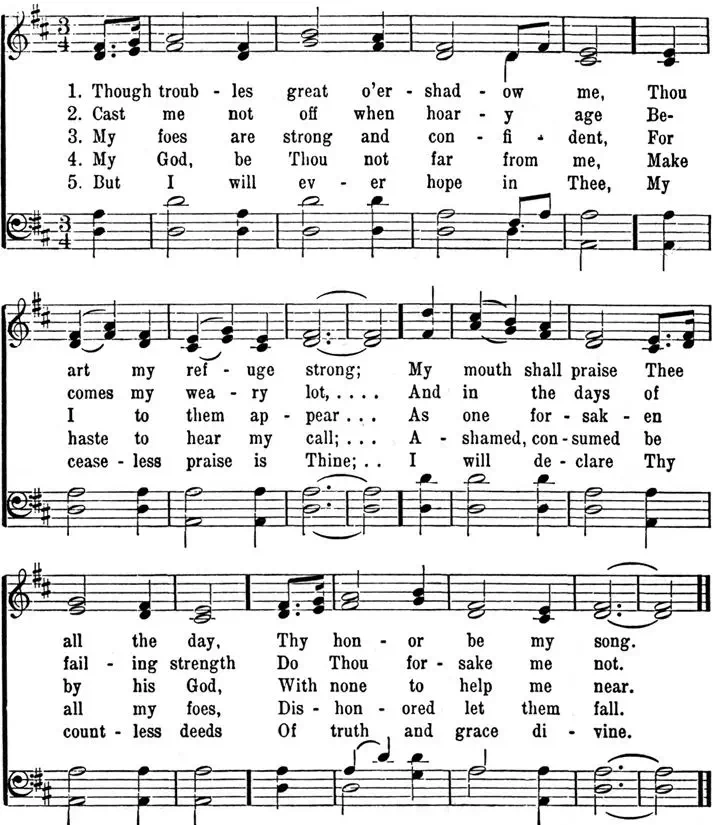 3
4
1. Though troub - les great o'er - shad - ow me, Thou
2. Cast me not off when hoar - y age Be-
3. My foes are strong and con - fi - dent, For
4. My God, be Thou not far from me, Make
5. But I will ev - er hope in Thee, My
3
4
art my ref - uge strong; My mouth shall praise Thee
comes my wea - ry lot, . . . . And in the days of
I to them ap - pear . . . As one for - sak - en
haste to hear my call; . . . A - shamed, con - sumed be
cease - less praise is Thine; . . I will de - clare Thy
all the day, Thy hon - or be my song.
fail - ing strength Do Thou for - sake me not.
by his God, With none to help me near.
all my foes, Dis - hon - ored let them fall.
count - less deeds Of truth and grace di - vine.